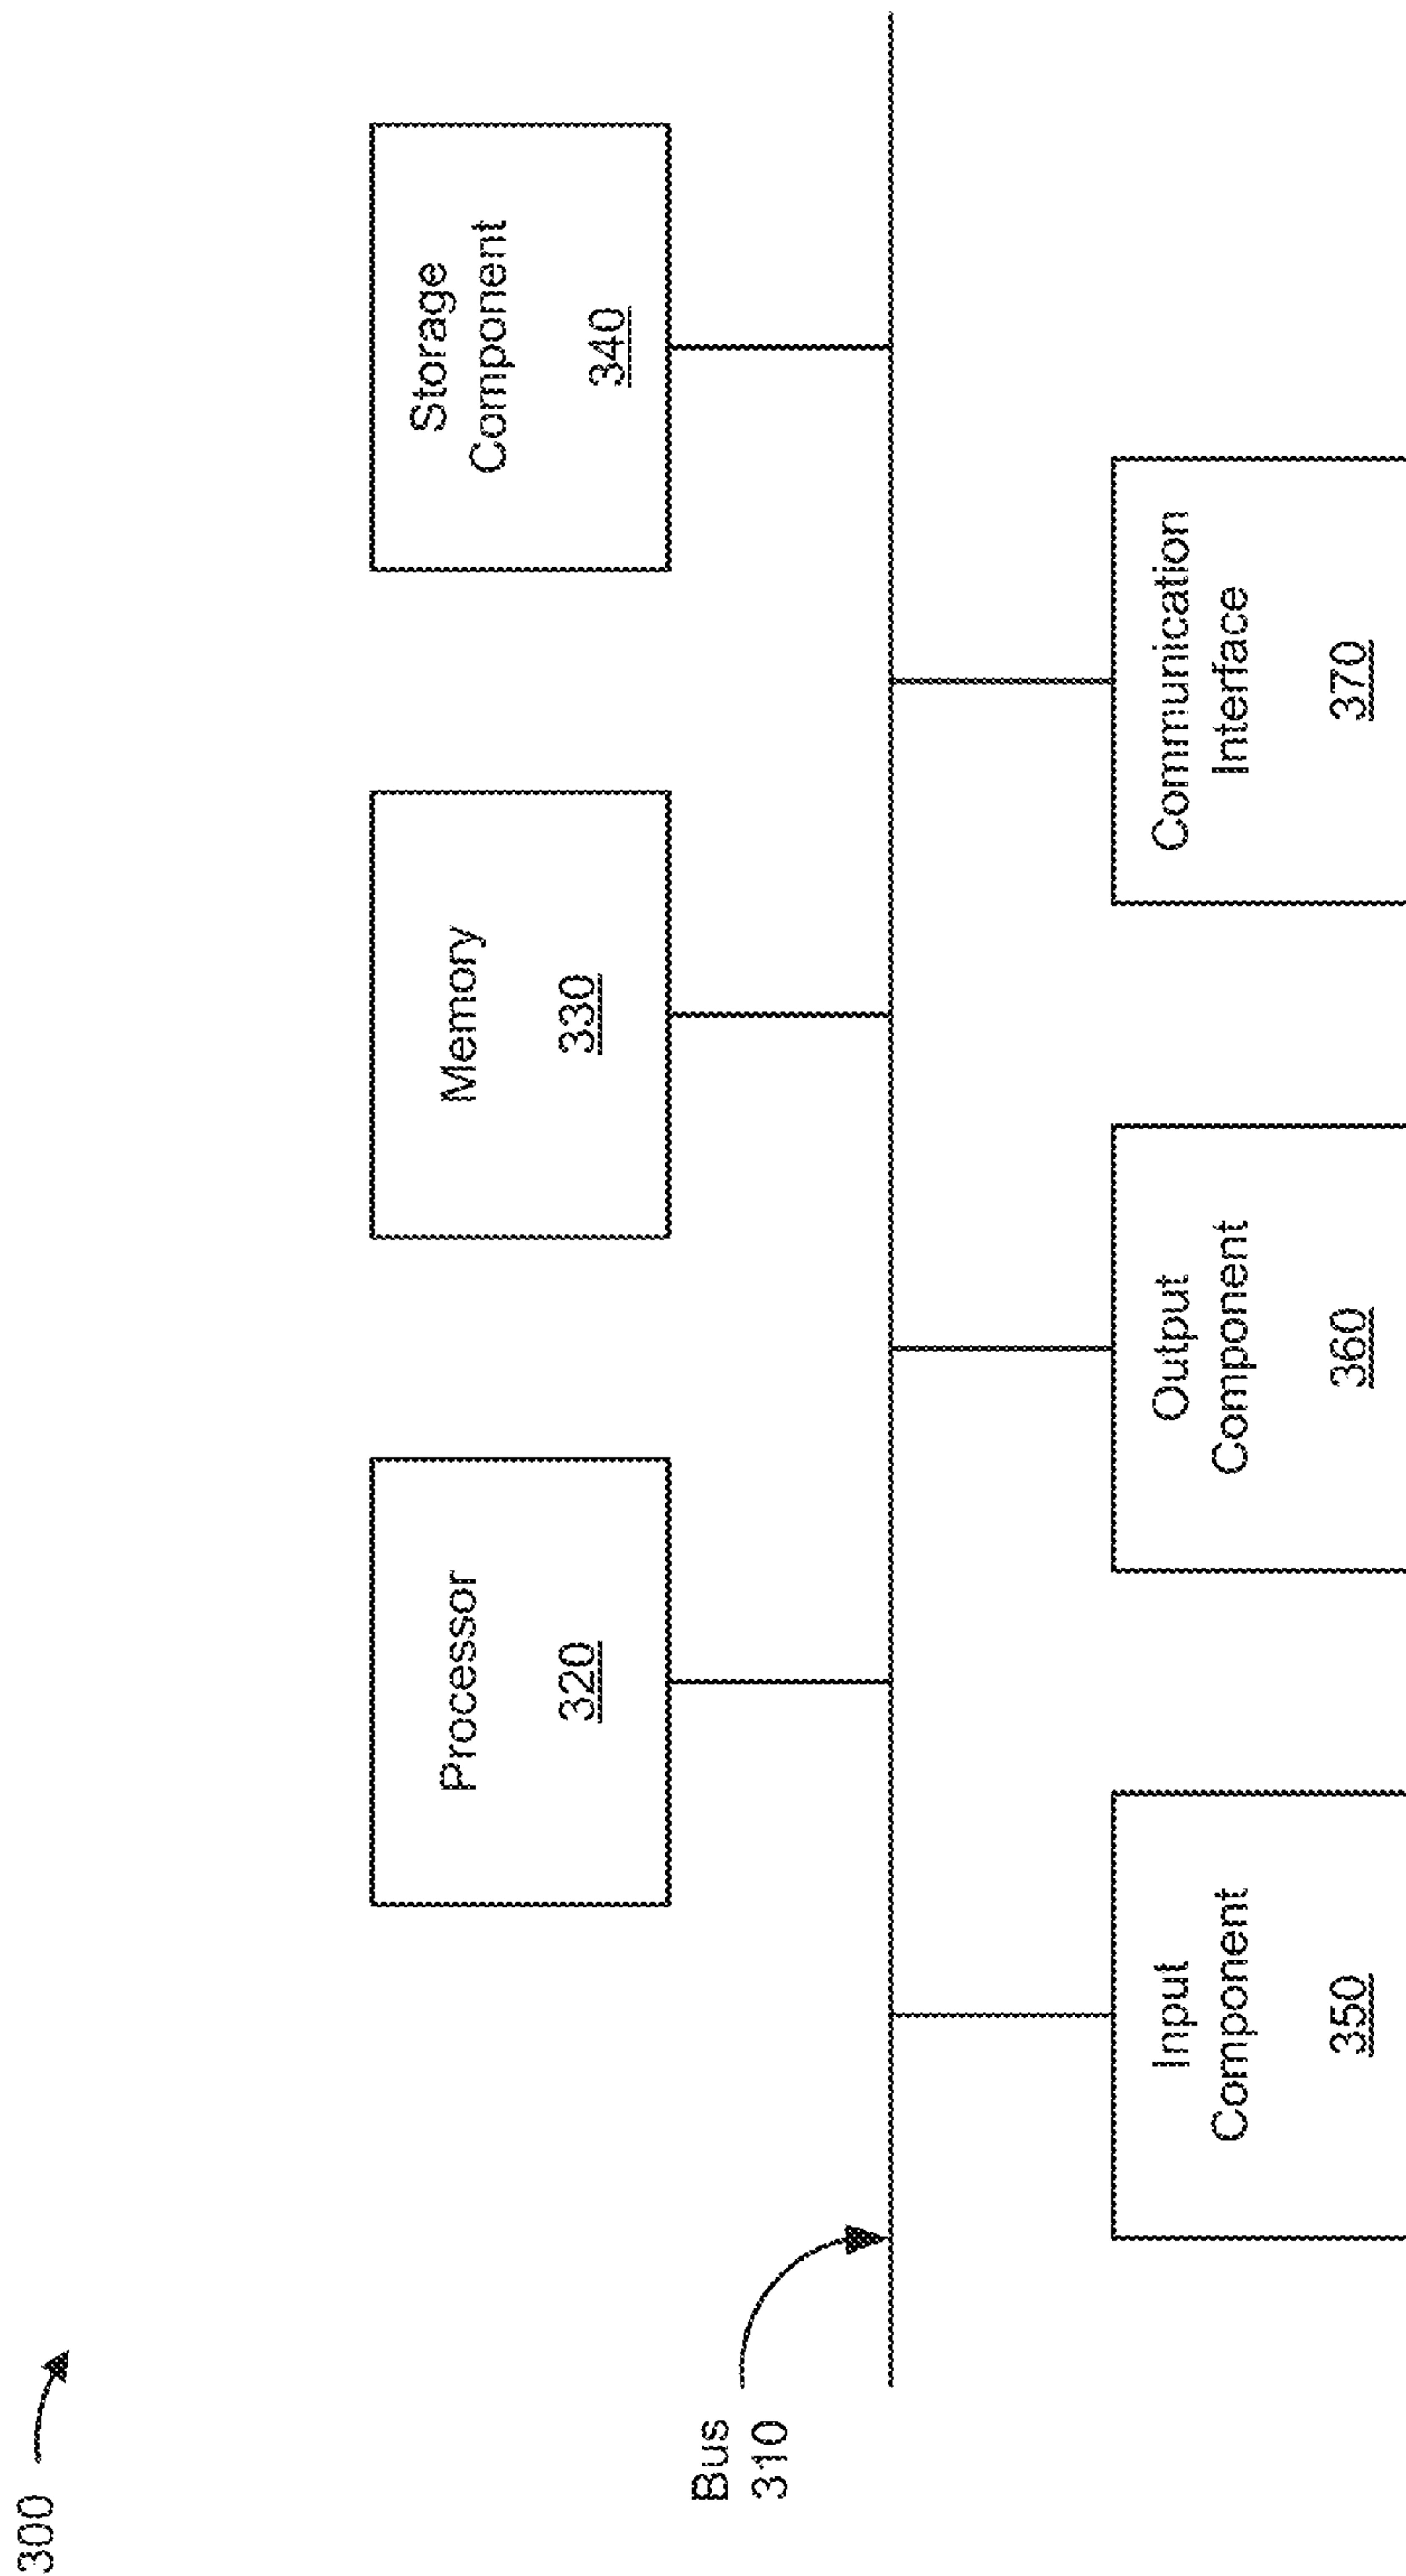 300
Processor
320
Memory
330
Storage
Component
340
Bus
310
Input
Component
350
Output
Component
360
Communication
Interface
370